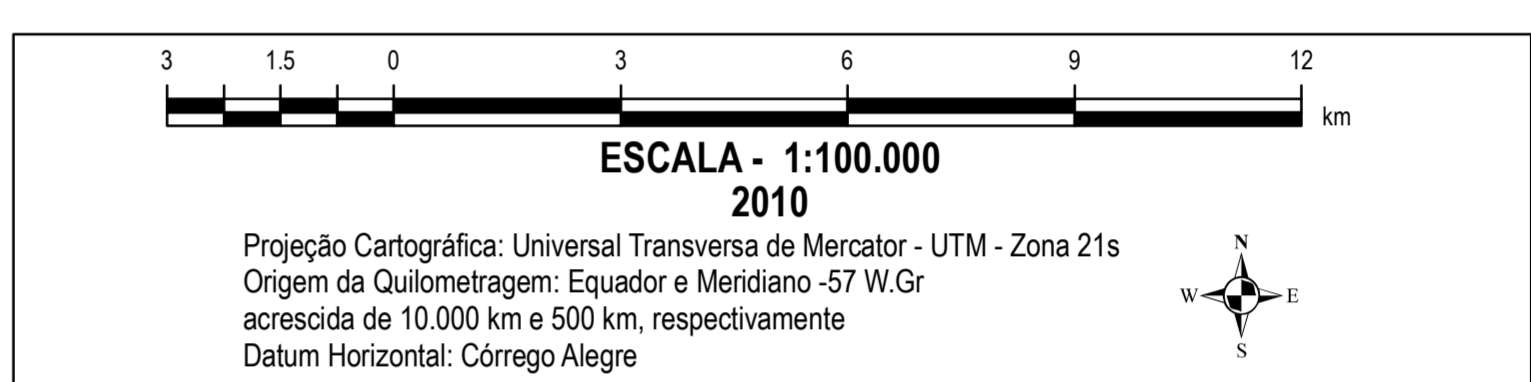 3 1.5 0 3 6 9 12
km
ESCALA - 1:100.000
2010
Projeção Cartográfica: Universal Transversa de Mercator - UTM - Zona 21s
Origem da Quilometragem: Equador e Meridiano -57 W.Gr
acrescida de 10.000 km e 500 km, respectivamente
Datum Horizontal: Córrego Alegre
N
W E
S